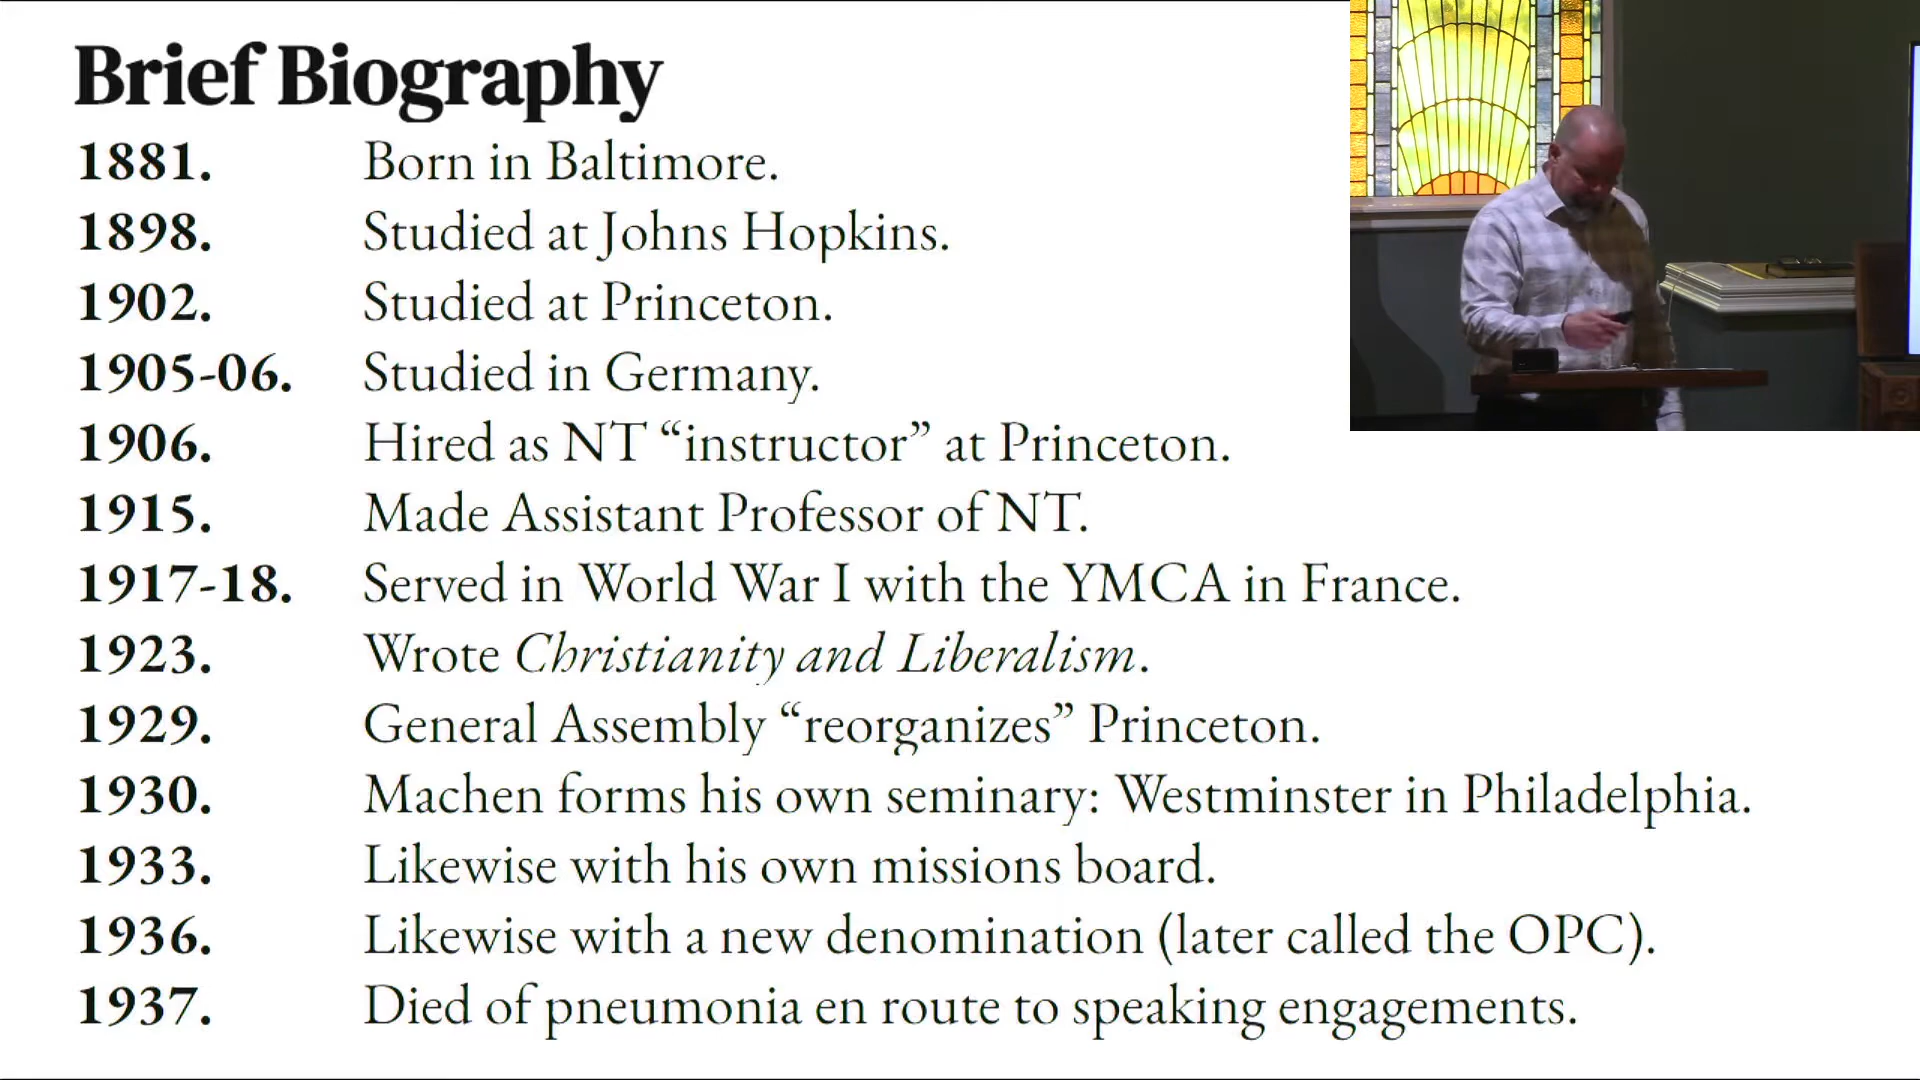 Brief Biography
1881. Born in Baltimore.
1898. Studied at Johns Hopkins.
1902. Studied at Princeton.
1905-06. Studied in Germany.
1906. Hired as NT “instructor” at Princeton.
1915. Made Assistant Professor of NT.
1917-18. Served in World War I with the YMCA in France.
1923. Wrote Christianity and Liberalism.
1929. General Assembly “reorganizes” Princeton.
1930. Machen forms his own seminary: Westminster in Philadelphia.
1933. Likewise with his own missions board.
1936. Likewise with a new denomination (later called the OPC).
1937. Died of pneumonia en route to speaking engagements.